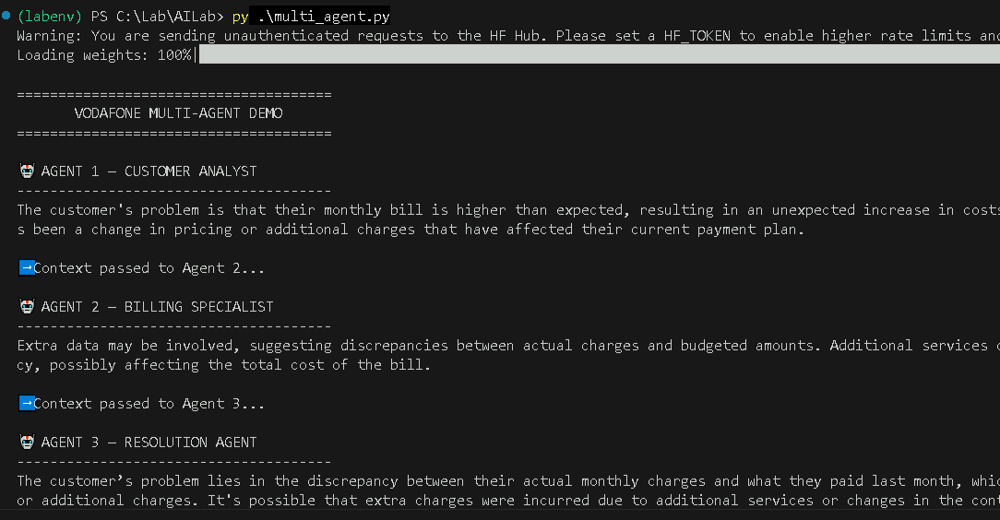 (labenv) PS C:\Lab\AILab> py .\multi_agent.py
Warning: You are sending unauthenticated requests to the HF Hub. Please set a HF_TOKEN to enable higher rate limits and
Loading weights: 100%|
======================================
VODAFONE MULTI-AGENT DEMO
======================================
🤖 AGENT 1 — CUSTOMER ANALYST
--------------------------------------
The customer's problem is that their monthly bill is higher than expected, resulting in an unexpected increase in costs
s been a change in pricing or additional charges that have affected their current payment plan.
➡Context passed to Agent 2...
🤖 AGENT 2 — BILLING SPECIALIST
--------------------------------------
Extra data may be involved, suggesting discrepancies between actual charges and budgeted amounts. Additional services
cy, possibly affecting the total cost of the bill.
➡Context passed to Agent 3...
🤖 AGENT 3 — RESOLUTION AGENT
--------------------------------------
The customer’s problem lies in the discrepancy between their actual monthly charges and what they paid last month,
or additional charges. It's possible that extra charges were incurred due to additional services or changes in the